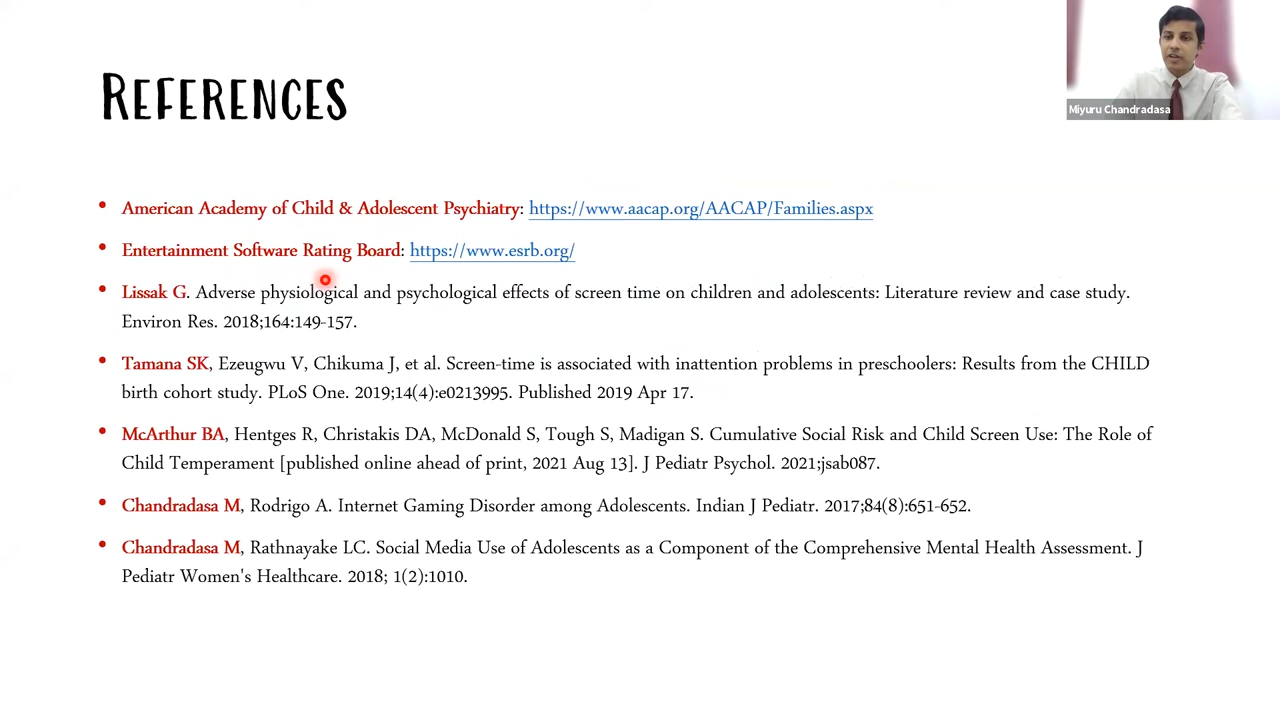 REFERENCES
Miyuru Chandradasa
• American Academy of Child & Adolescent Psychiatry: https://www.aacap.org/AACAP/Families.aspx
• Entertainment Software Rating Board: https://www.esrb.org/
• Lissak G. Adverse physiological and psychological effects of screen time on children and adolescents: Literature review and case study.
Environ Res. 2018;164:149-157.
• Tamana SK, Ezeugwu V, Chikuma J, et al. Screen-time is associated with inattention problems in preschoolers: Results from the CHILD
birth cohort study. PLoS One. 2019;14(4):e0213995. Published 2019 Apr 17.
• McArthur BA, Hentges R, Christakis DA, McDonald S, Tough S, Madigan S. Cumulative Social Risk and Child Screen Use: The Role of
Child Temperament [published online ahead of print, 2021 Aug 13]. J Pediatr Psychol. 2021;jsab087.
• Chandradasa M, Rodrigo A. Internet Gaming Disorder among Adolescents. Indian J Pediatr. 2017;84(8):651-652.
• Chandradasa M, Rathnayake LC. Social Media Use of Adolescents as a Component of the Comprehensive Mental Health Assessment. J
Pediatr Women's Healthcare. 2018; 1(2):1010.